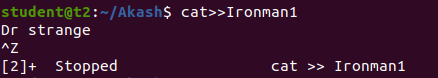 student@t2:~/Akash$ cat>>Ironman1
Dr strange
^Z
[2]+  Stopped                 cat >> Ironman1